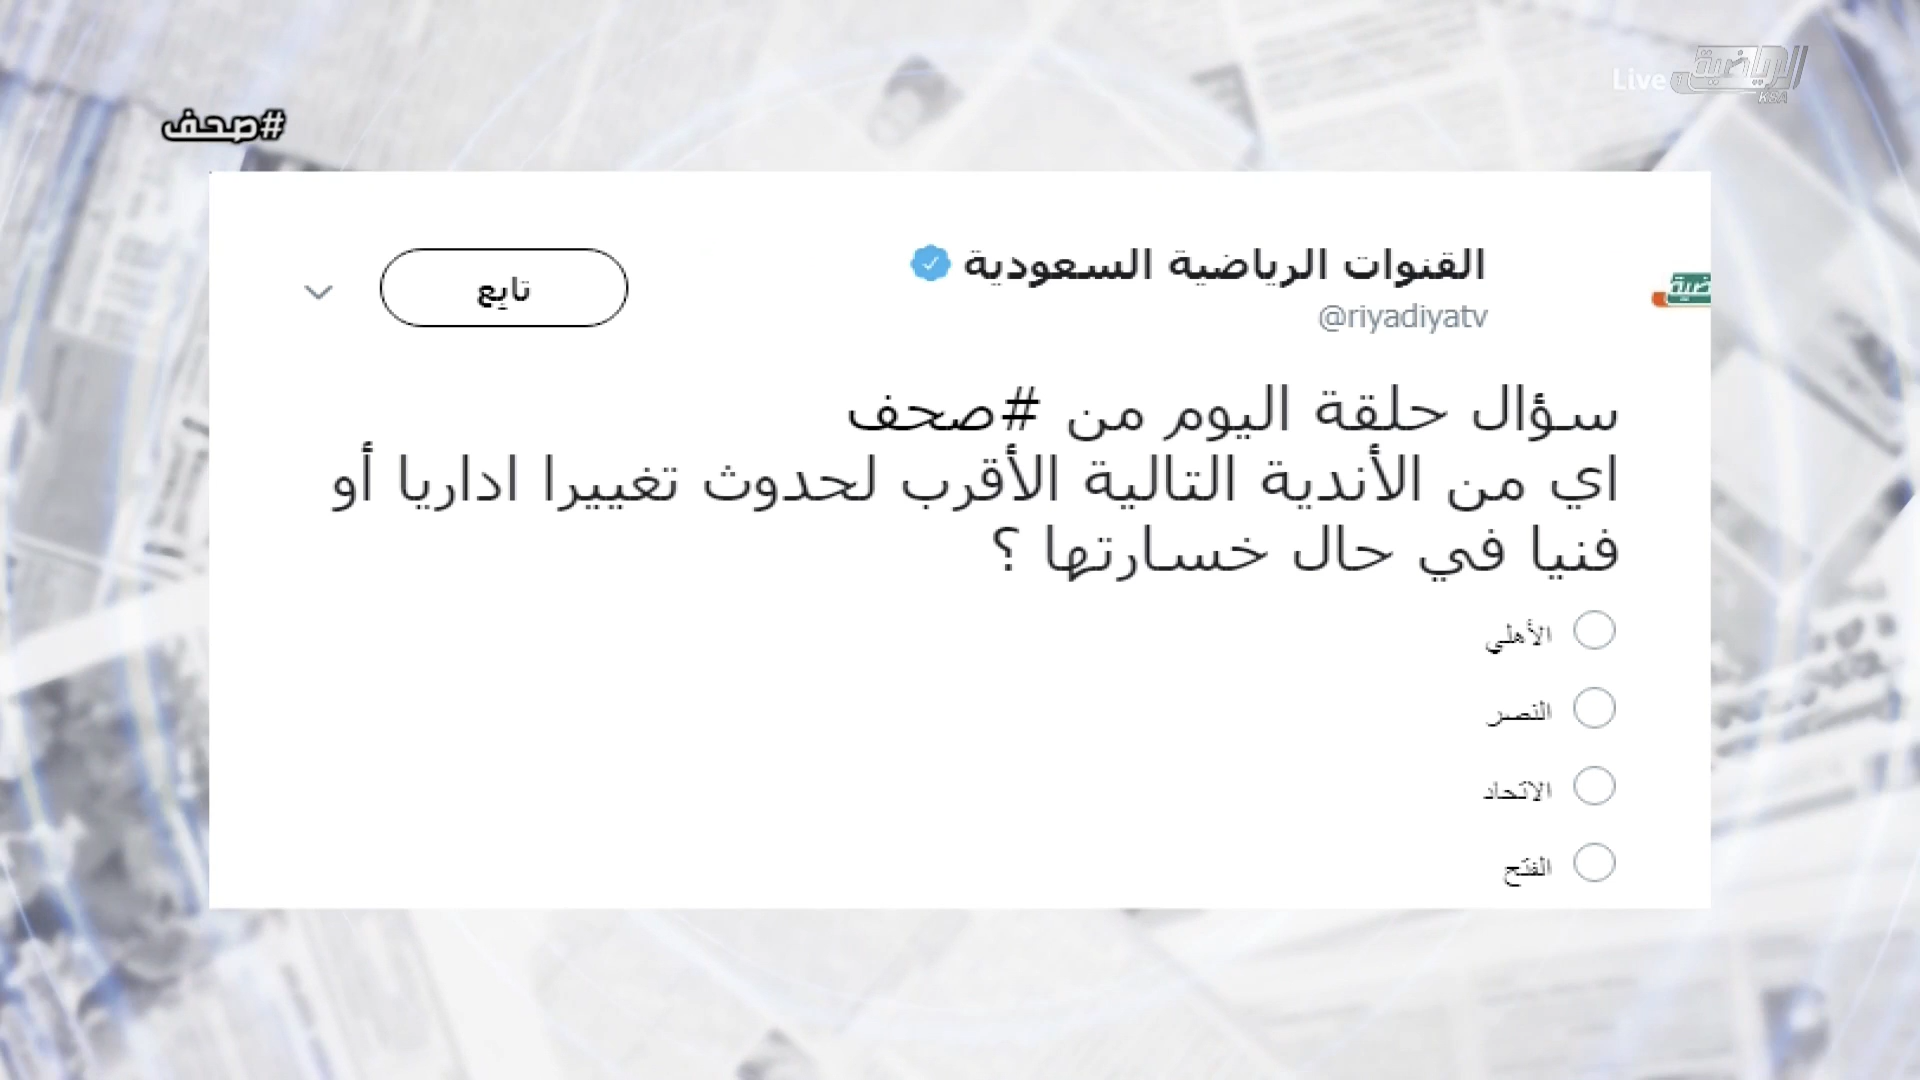 Live الرياضية
KSA
#صحف
القنوات الرياضية السعودية
@riyadiyatv
تابع
سؤال حلقة اليوم من #صحف
اي من الأندية التالية الأقرب لحدوث تغييرا اداريا أو
فنيا في حال خسارتها ؟
الأهلي
النصر
الاتحاد
الفتح